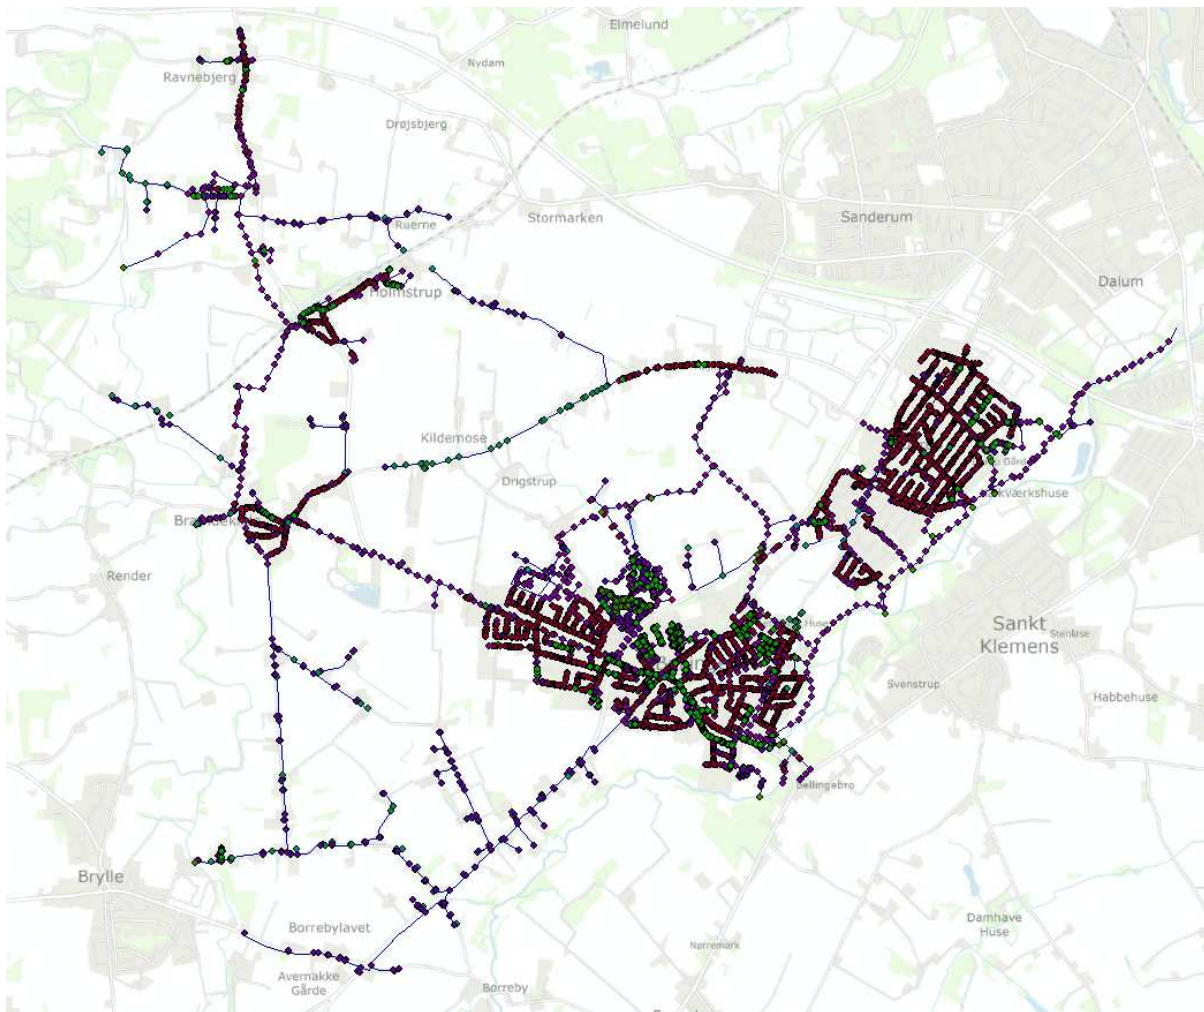 Elmelund
Nydam
Ravnebjerg
Drøjsbjerg
Stormarken
Sanderum
Ruerne
Dalum
Holmstrup
Kildemose
Drigstrup
Render
Sankt
Klemens
Stenløse
Huse
Svenstrup
Habbehuse
Bellingebro
Brylle
Damhave
Huse
Borrebylavet
Nørremark
Avernakke
Gårde
Borreby